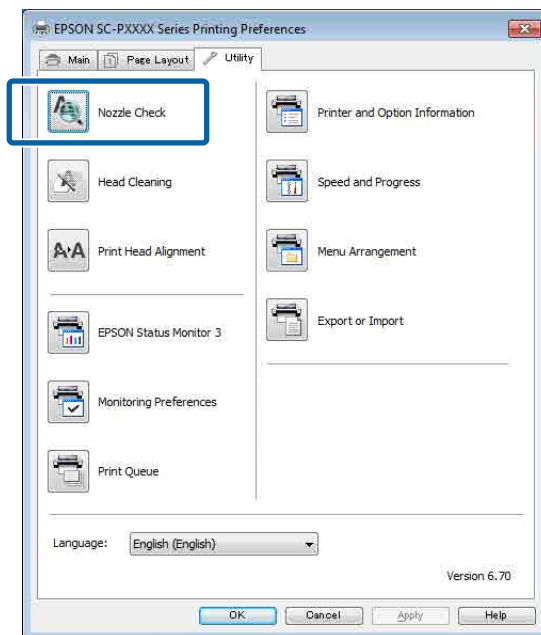 EPSON SC-PXXXX Series Printing Preferences
Main
Page Layout
Utility
Nozzle Check
Printer and Option Information
Head Cleaning
Speed and Progress
Print Head Alignment
Menu Arrangement
EPSON Status Monitor 3
Export or Import
Monitoring Preferences
Print Queue
Language: English (English)
Version 6.70
OK Cancel Apply Help